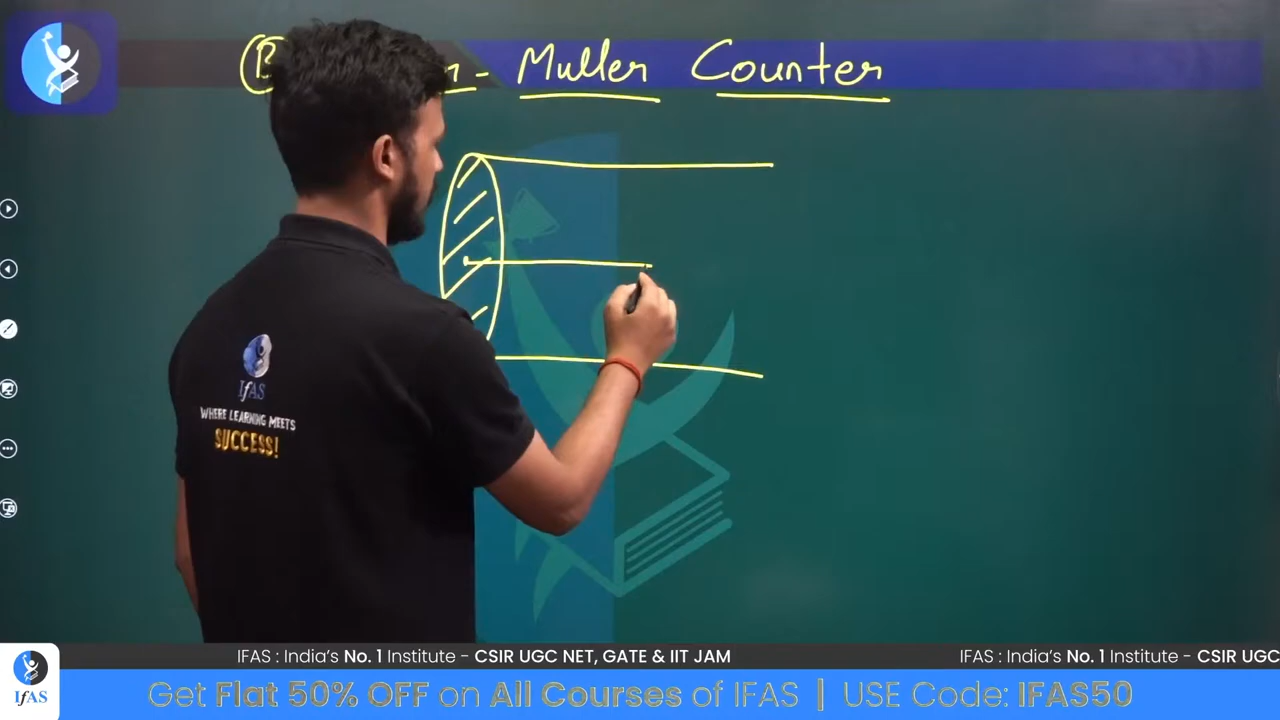 - Muller Counter
IfAS
WHERE LEARNING MEETS
SUCCESS!
IFAS : India's No. 1 Institute - CSIR UGC NET, GATE & IIT JAM
IFAS : India's No. 1 Institute - CSIR UGC
IfAS
Get Flat 50% OFF on All Courses of IFAS | USE Code: IFAS50